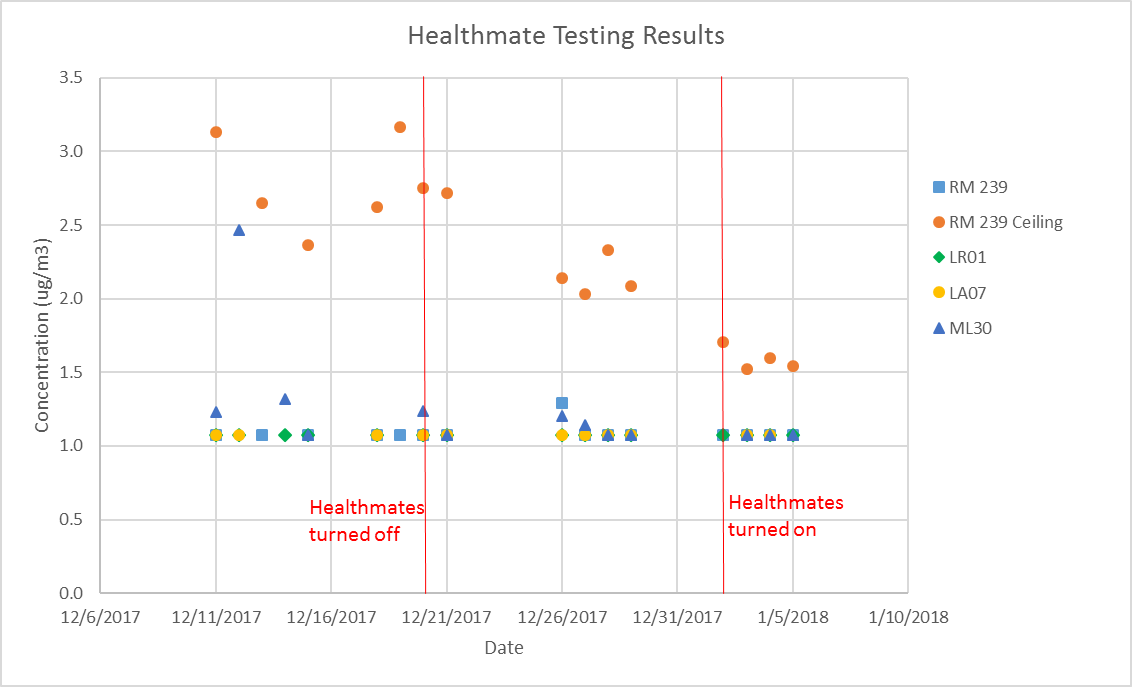 Healthmate Testing Results
3.5
3.0
2.5
2.0
1.5
1.0
0.5
0.0
Concentration (ug/m3)
Healthmates
turned off
Healthmates
turned on
12/6/2017 12/11/2017 12/16/2017 12/21/2017 12/26/2017 12/31/2017 1/5/2018 1/10/2018
Date
RM 239
RM 239 Ceiling
LR01
LA07
ML30